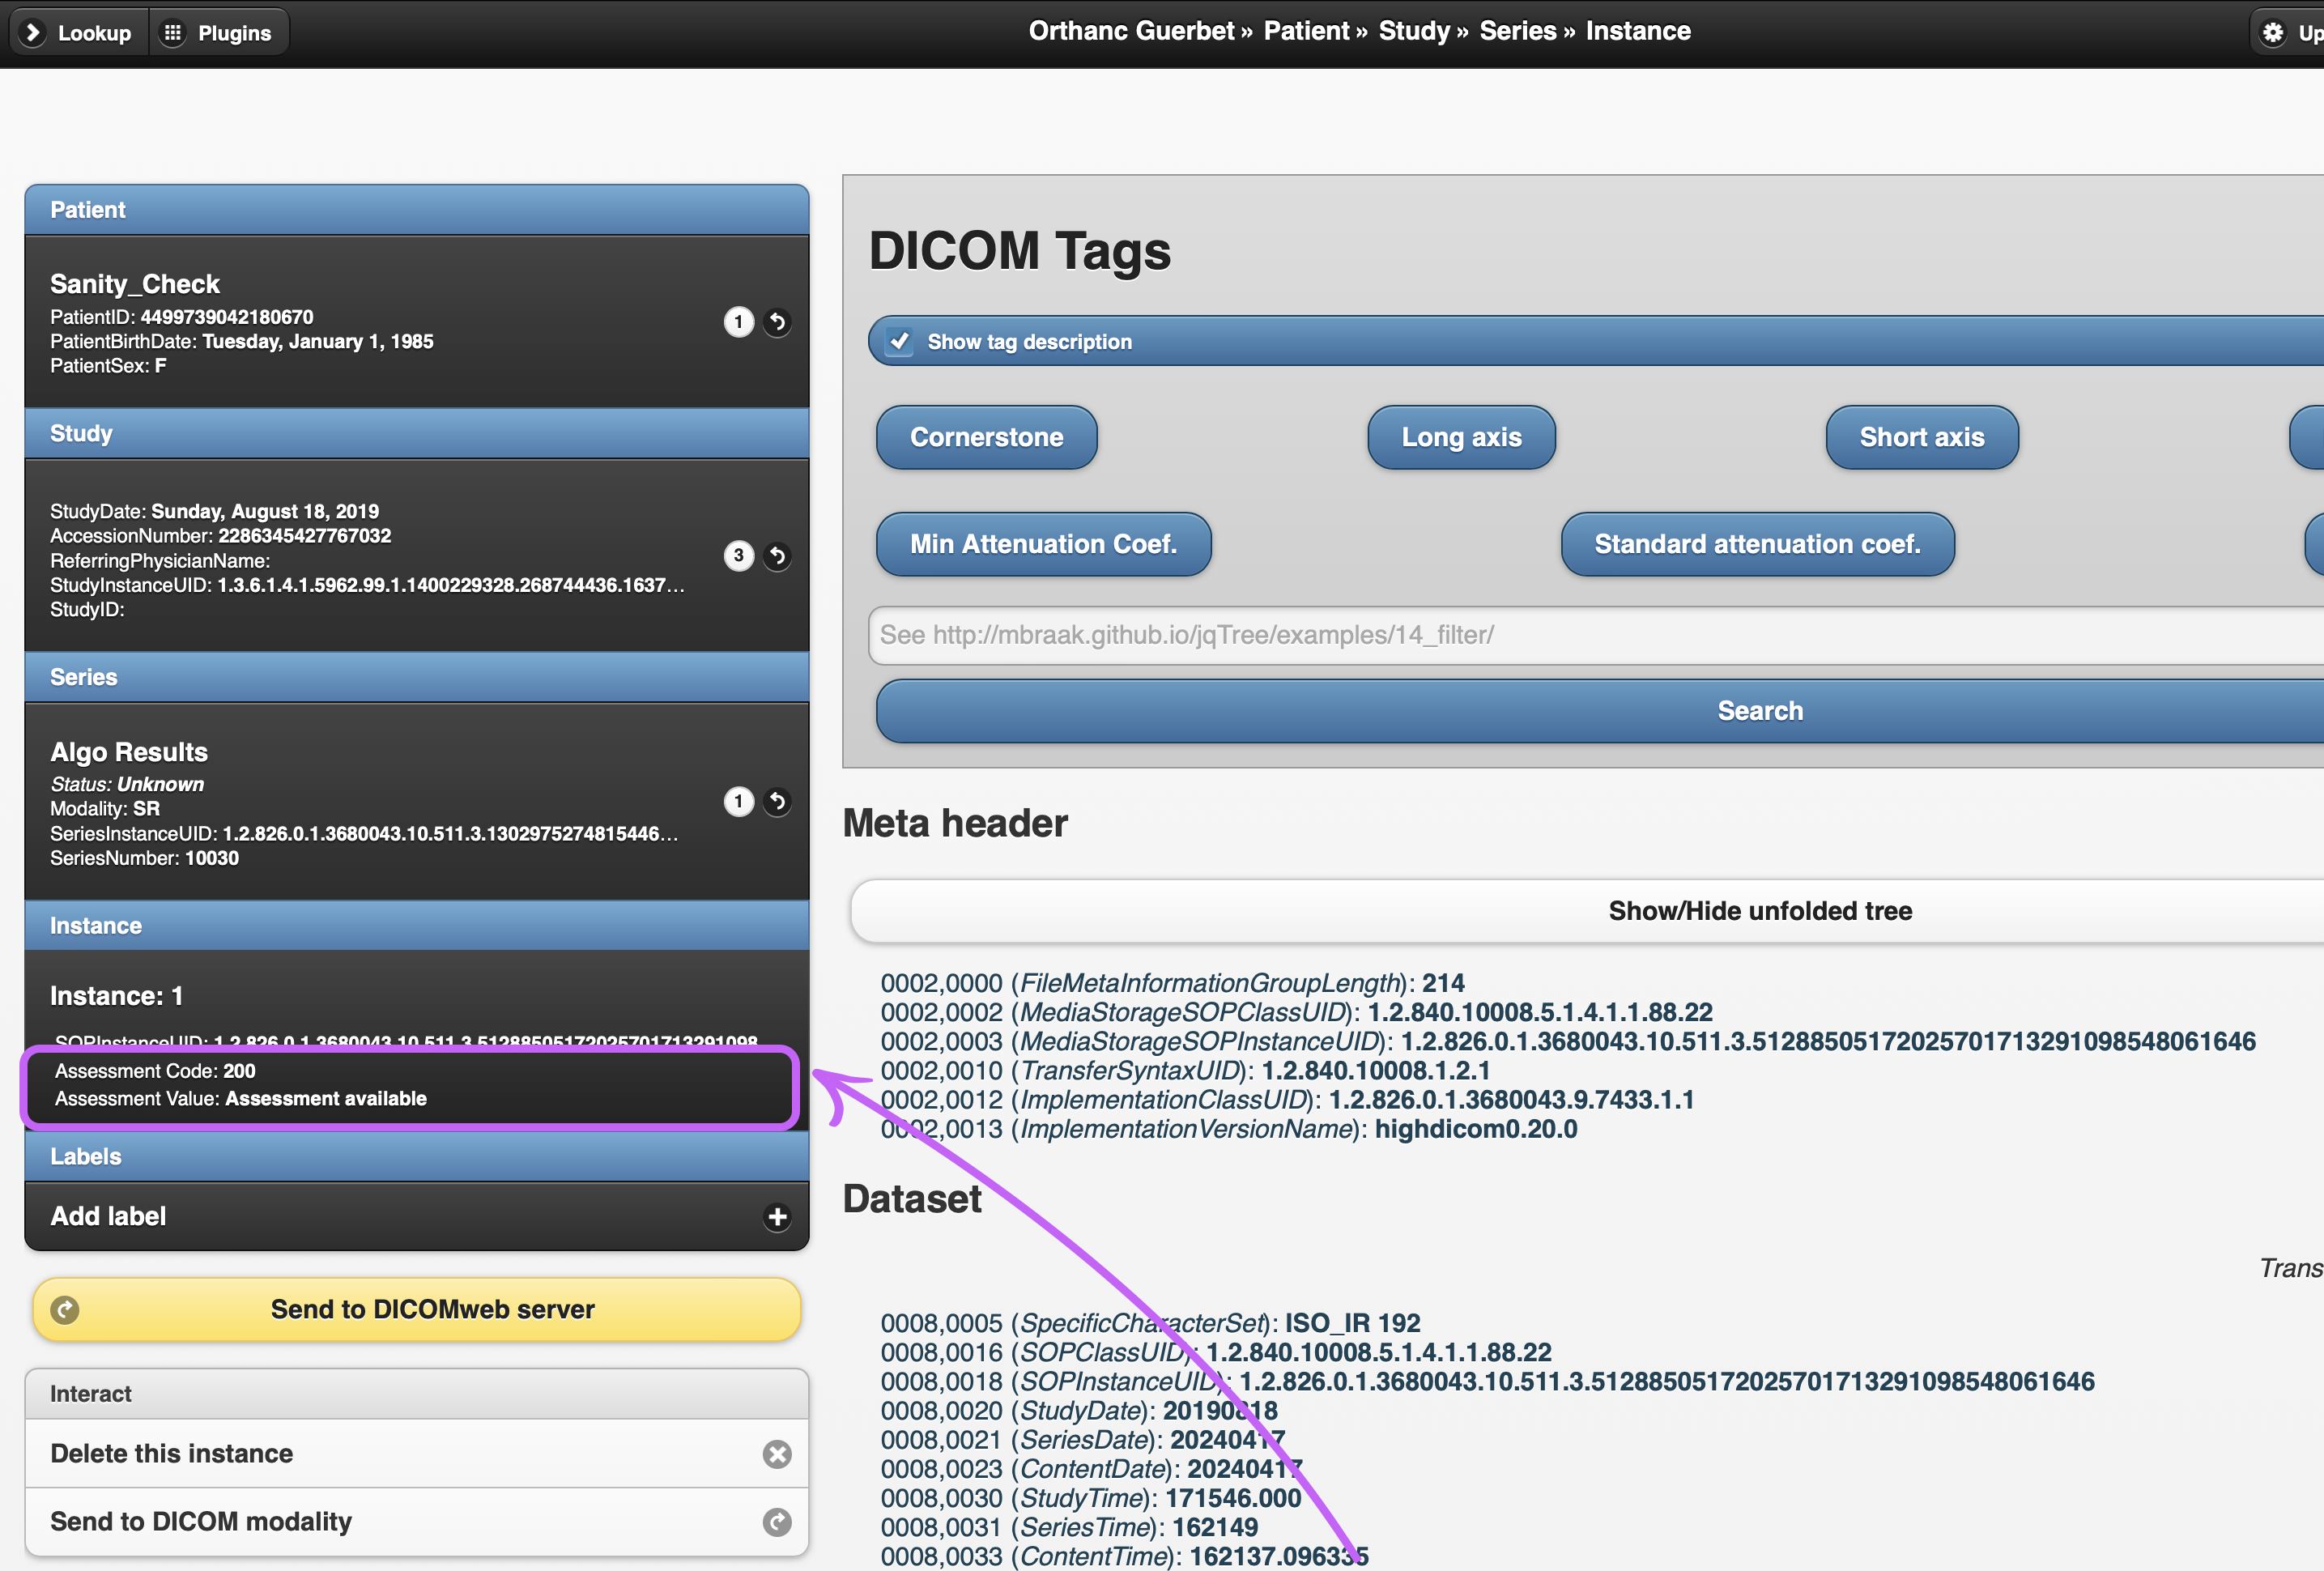 Lookup
Plugins
Orthanc Guerbet » Patient » Study » Series » Instance
Patient
Sanity_Check
PatientID: 4499739042180670
PatientBirthDate: Tuesday, January 1, 1985
PatientSex: F
1
Study
StudyDate: Sunday, August 18, 2019
AccessionNumber: 2286345427767032
ReferringPhysicianName:
StudyInstanceUID: 1.3.6.1.4.1.5962.99.1.1400229328.268744436.1637...
StudyID:
3
Series
Algo Results
Status: Unknown
Modality: SR
SeriesInstanceUID: 1.2.826.0.1.3680043.10.511.3.1302975274815446...
SeriesNumber: 10030
1
Instance
Instance: 1
SOPInstanceUID: 1.2.826.0.1.3680043.10.511.3.51288505172025701713291098
Assessment Code: 200
Assessment Value: Assessment available
Labels
Add label
Send to DICOMweb server
Interact
Delete this instance
Send to DICOM modality
DICOM Tags
Show tag description
Cornerstone
Long axis
Short axis
Min Attenuation Coef.
Standard attenuation coef.
See http://mbraak.github.io/jqTree/examples/14_filter/
Search
Meta header
Show/Hide unfolded tree
0002,0000 (FileMetaInformationGroupLength): 214
0002,0002 (MediaStorageSOPClassUID): 1.2.840.10008.5.1.4.1.1.88.22
0002,0003 (MediaStorageSOPInstanceUID): 1.2.826.0.1.3680043.10.511.3.51288505172025701713291098548061646
0002,0010 (TransferSyntaxUID): 1.2.840.10008.1.2.1
0002,0012 (ImplementationClassUID): 1.2.826.0.1.3680043.9.7433.1.1
0002,0013 (ImplementationVersionName): highdicom0.20.0
Dataset
0008,0005 (SpecificCharacterSet): ISO_IR 192
0008,0016 (SOPClassUID): 1.2.840.10008.5.1.4.1.1.88.22
0008,0018 (SOPInstanceUID): 1.2.826.0.1.3680043.10.511.3.51288505172025701713291098548061646
0008,0020 (StudyDate): 20190818
0008,0021 (SeriesDate): 20240417
0008,0023 (ContentDate): 20240417
0008,0030 (StudyTime): 171546.000
0008,0031 (SeriesTime): 162149
0008,0033 (ContentTime): 162137.096335